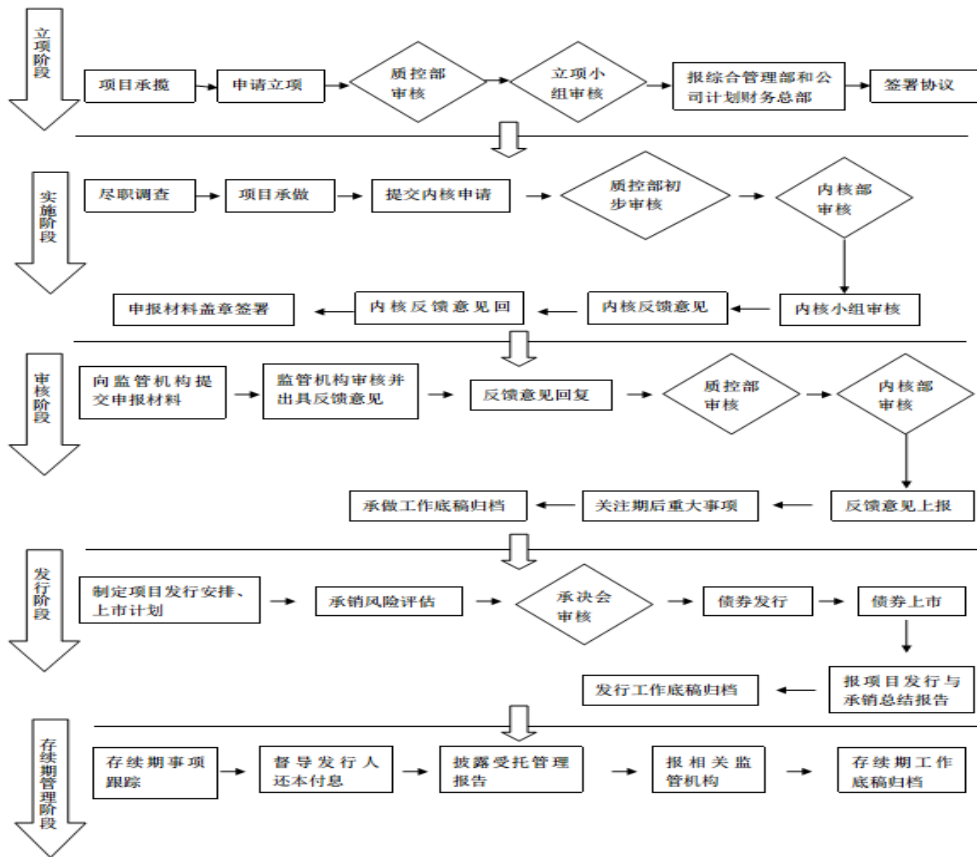 立项阶段
项目承揽
申请立项
质控部
审核
立项小
组审核
报综合管理部和公
司计划财务总部
签署协议
实施阶段
尽职调查
项目承做
提交内核申请
质控部初
步审核
内核部
审核
申报材料盖章签署
内核反馈意见回
内核反馈意见
内核小组审核
审核阶段
向监管机构提
交申报材料
监管机构审核并
出具反馈意见
反馈意见回复
质控部
审核
内核部
审核
承做工作底稿归档
关注期后重大事项
反馈意见上报
发行阶段
制定项目发行安排、
上市计划
承销风险评估
承决会
审核
债券发行
债券上市
发行工作底稿归档
报项目发行与
承销总结报告
存续期管理阶段
存续期事项
跟踪
督导发行人
还本付息
披露受托管理
报告
报相关监
管机构
存续期工作
底稿归档